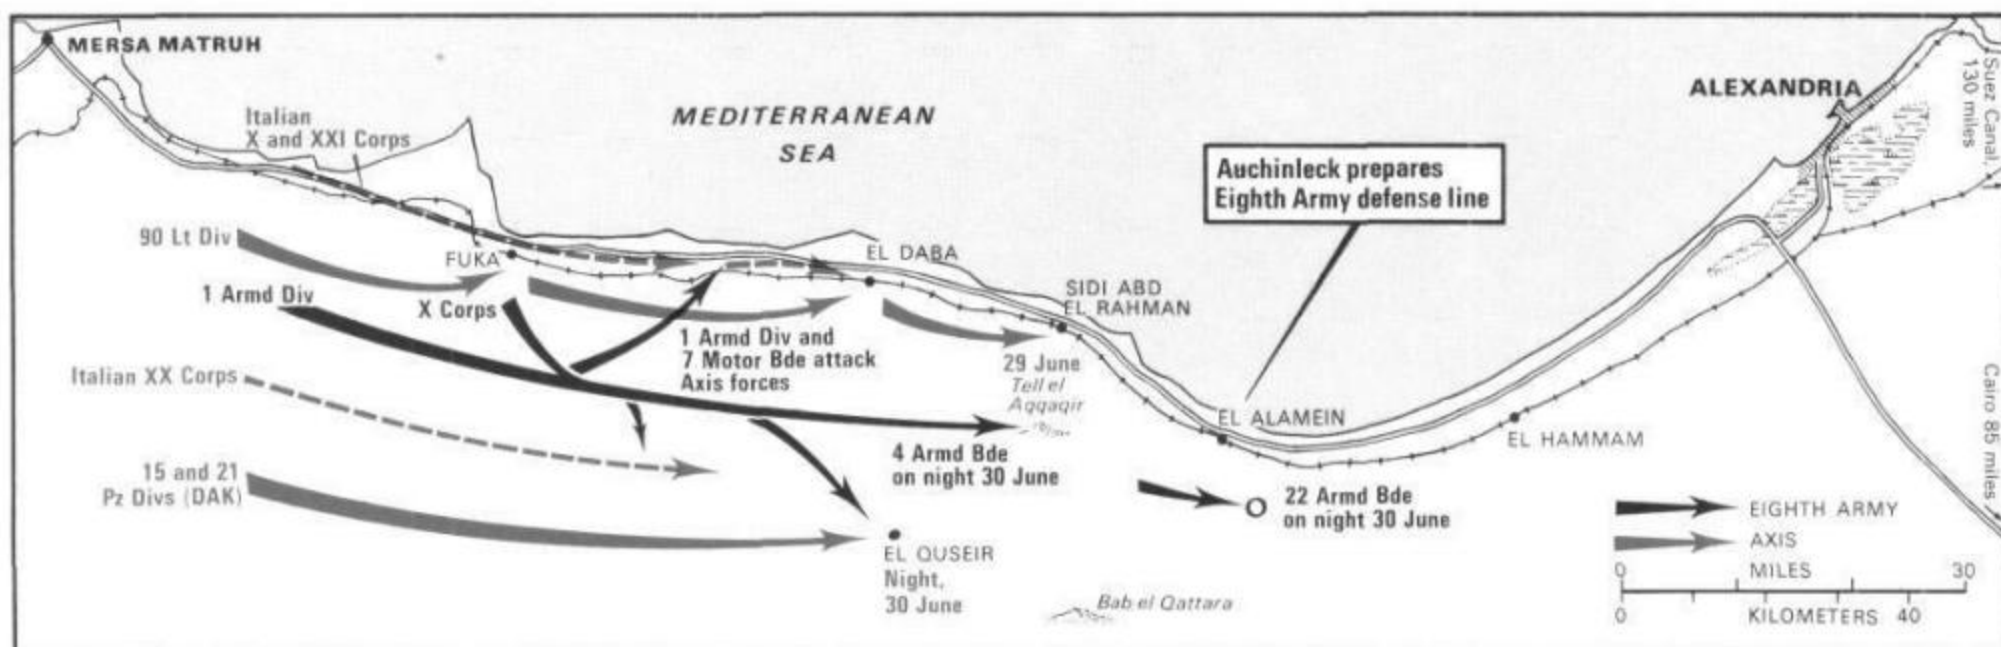 MERSA MATRUH
Italian
X and XXI Corps
MEDITERRANEAN
SEA
ALEXANDRIA
Suez Canal,
130 miles
Auchinleck prepares
Eighth Army defense line
90 Lt Div
FUKA
EL DABA
1 Armd Div
X Corps
SIDI ABD
EL RAHMAN
1 Armd Div and
7 Motor Bde attack
Axis forces
29 June
Tell el
Aqqaqir
Italian XX Corps
EL ALAMEIN
EL HAMMAM
Cairo 85 miles
4 Armd Bde
on night 30 June
15 and 21
Pz Divs (DAK)
22 Armd Bde
on night 30 June
EL QUSEIR
Night,
30 June
Bab el Qattara
EIGHTH ARMY
AXIS
0 MILES 30
0 KILOMETERS 40